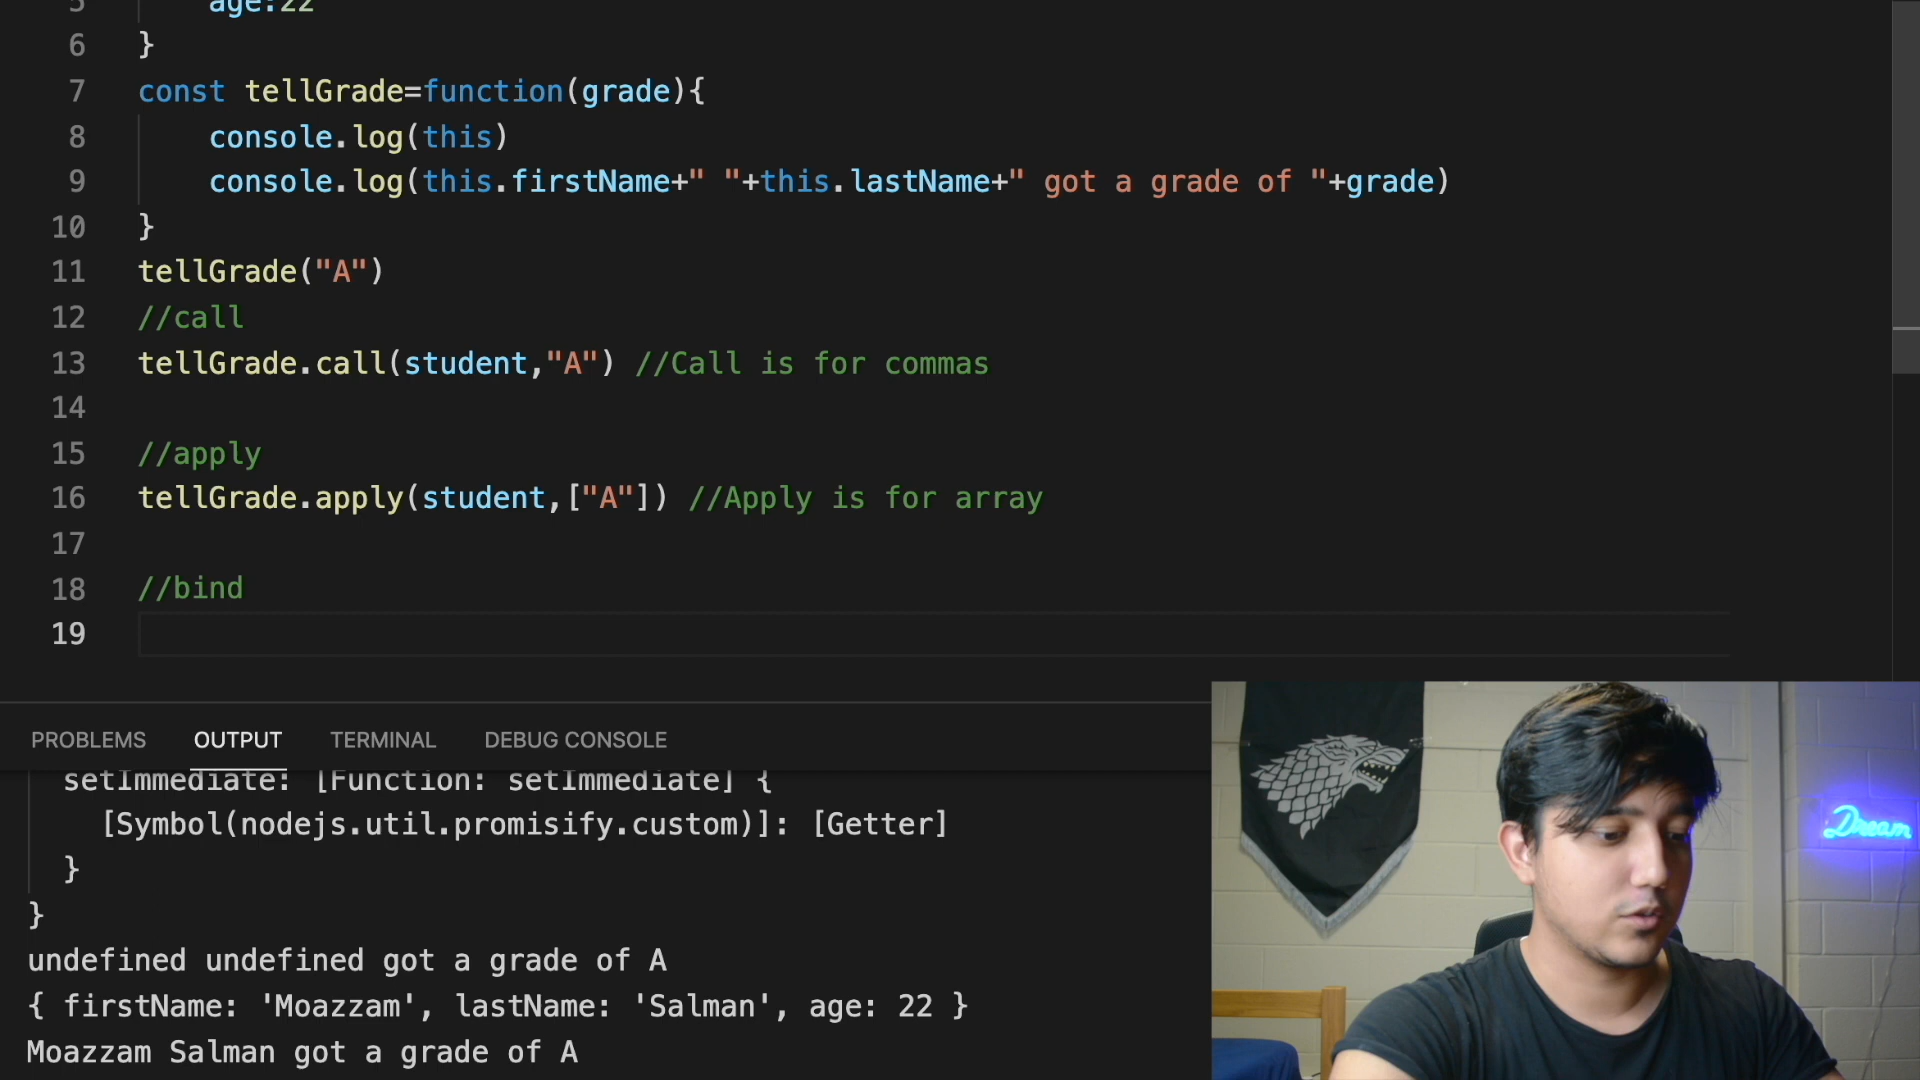 5 age:22
6 }
7 const tellGrade=function(grade){
8 console.log(this)
9 console.log(this.firstName+" "+this.lastName+" got a grade of "+grade)
10 }
11 tellGrade("A")
12 //call
13 tellGrade.call(student,"A") //Call is for commas
14
15 //apply
16 tellGrade.apply(student,["A"]) //Apply is for array
17
18 //bind
19
PROBLEMS OUTPUT TERMINAL DEBUG CONSOLE
setImmediate: [Function: setImmediate] {
[Symbol(nodejs.util.promisify.custom)]: [Getter]
}
}
undefined undefined got a grade of A
{ firstName: 'Moazzam', lastName: 'Salman', age: 22 }
Moazzam Salman got a grade of A
Dream